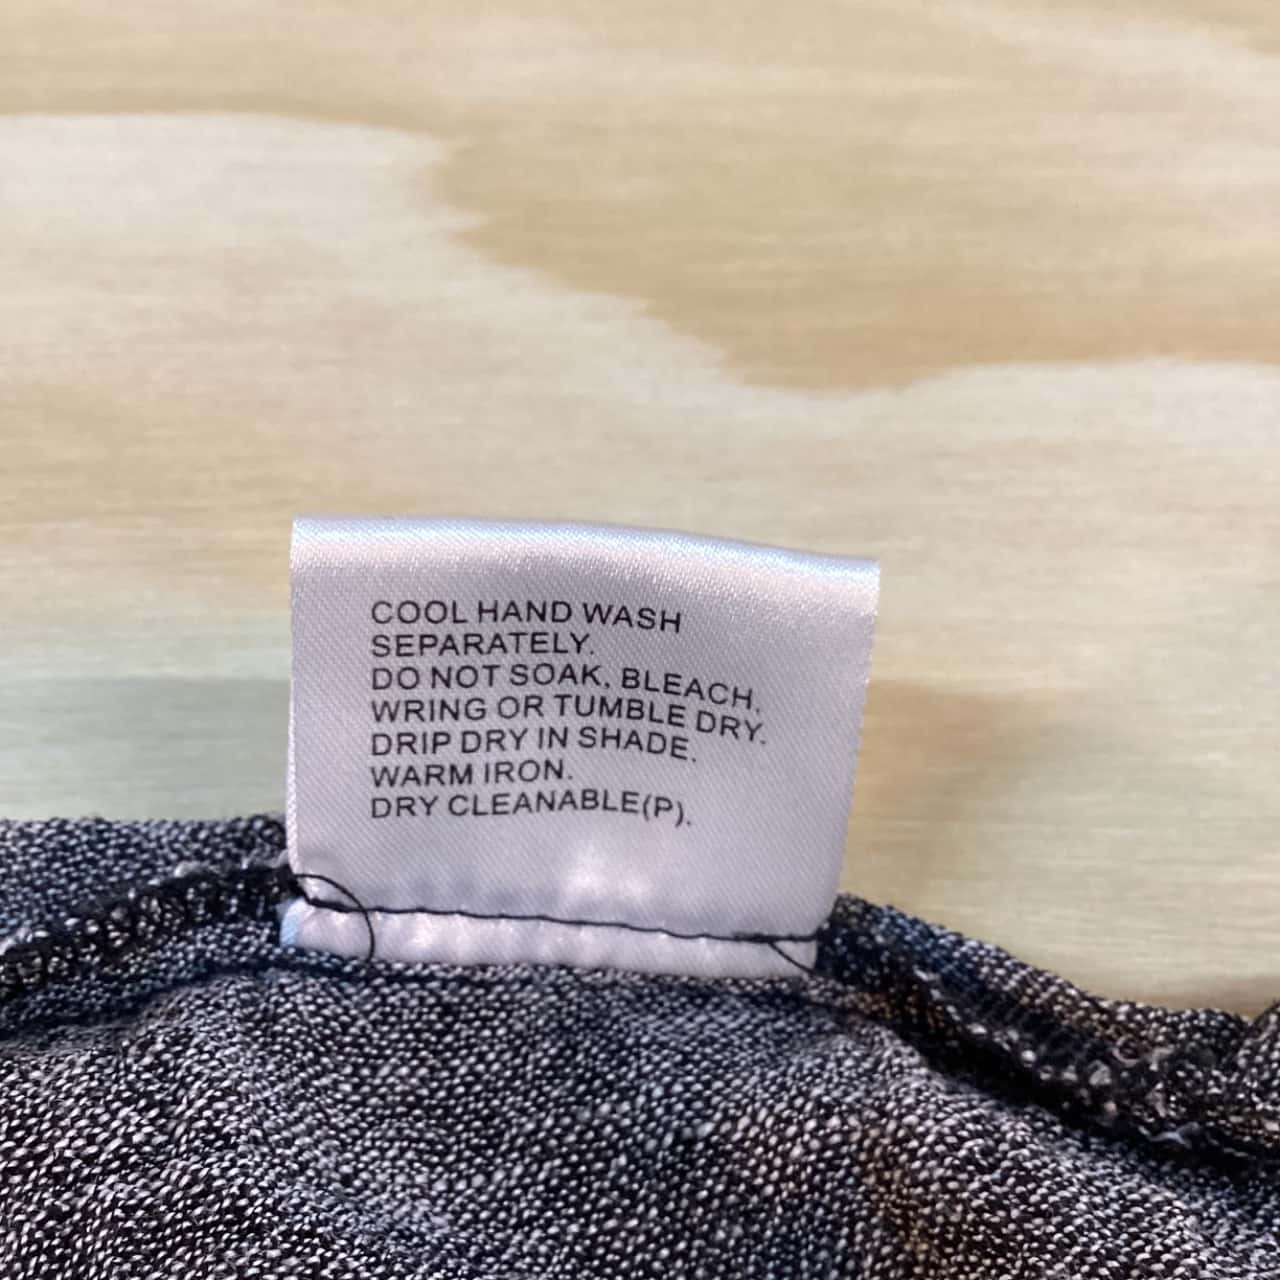 COOL HAND WASH
SEPARATELY.
DO NOT SOAK, BLEACH,
WRING OR TUMBLE DRY.
DRIP DRY IN SHADE.
WARM IRON.
DRY CLEANABLE(P).